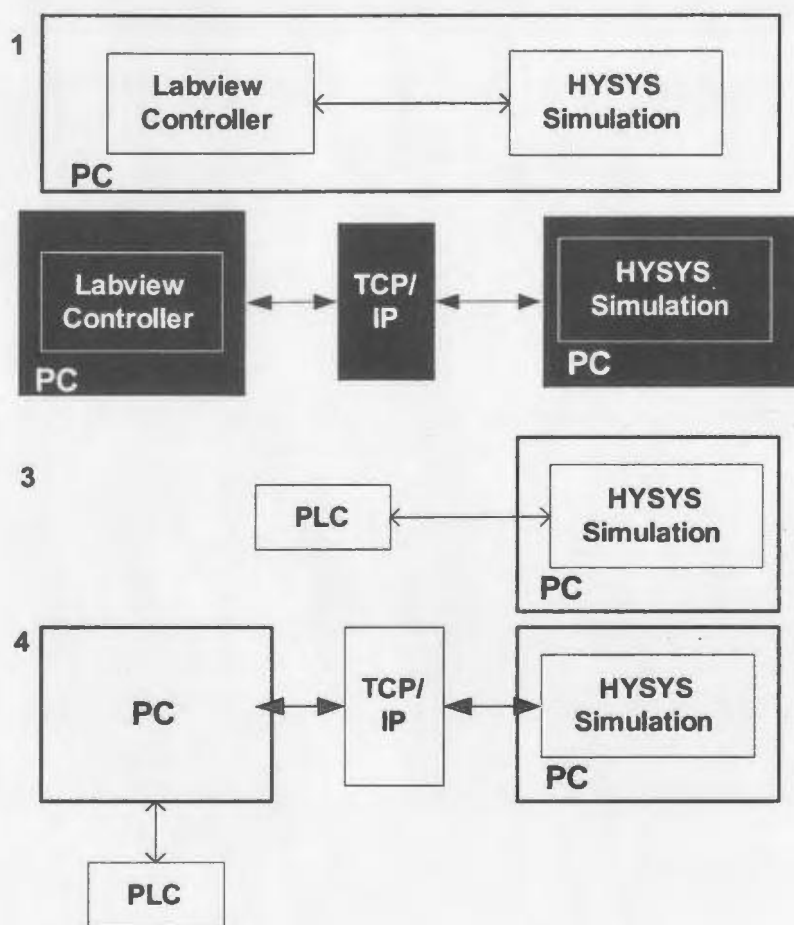 1
Labview
Controller
HYSYS
Simulation
PC
Labview
Controller
PC
TCP/
IP
HYSYS
Simulation
PC
3
PLC
HYSYS
Simulation
PC
4
PC
TCP/
IP
HYSYS
Simulation
PC
PLC